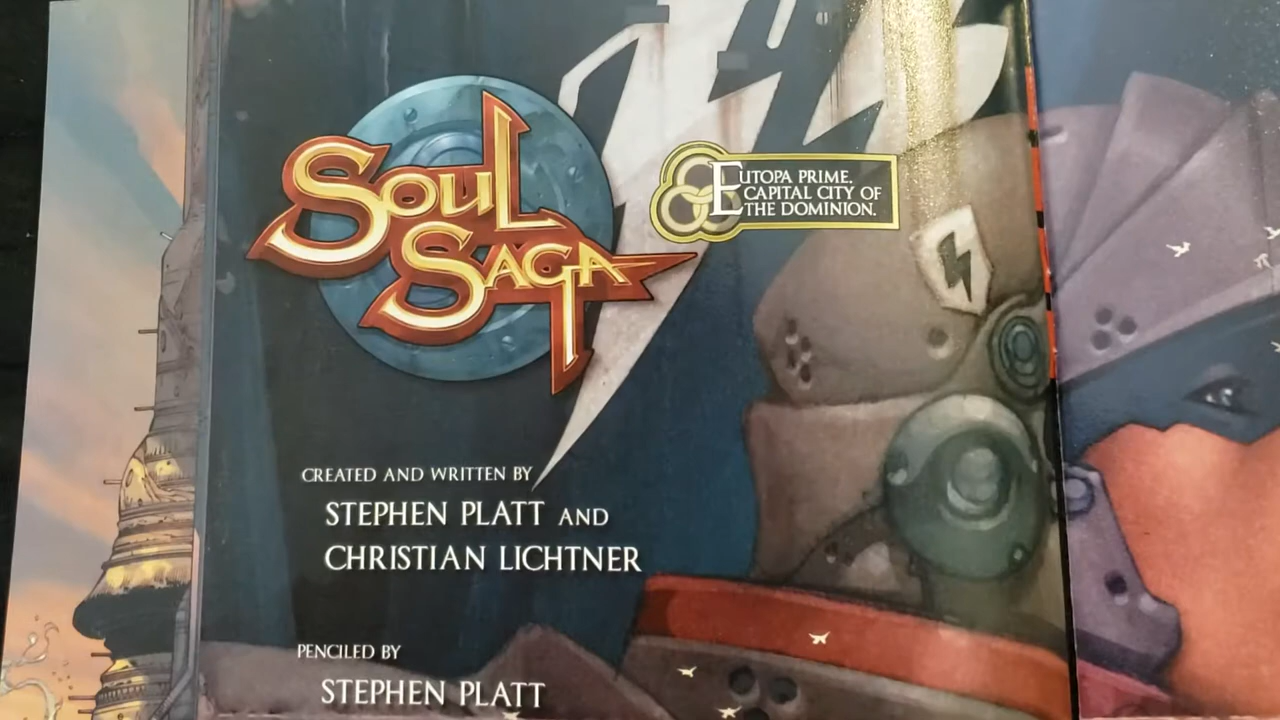 SOUL
SAGA
EUTOPA PRIME,
CAPITAL CITY OF
THE DOMINION.
CREATED AND WRITTEN BY
STEPHEN PLATT AND
CHRISTIAN LICHTNER
PENCILED BY
STEPHEN PLATT